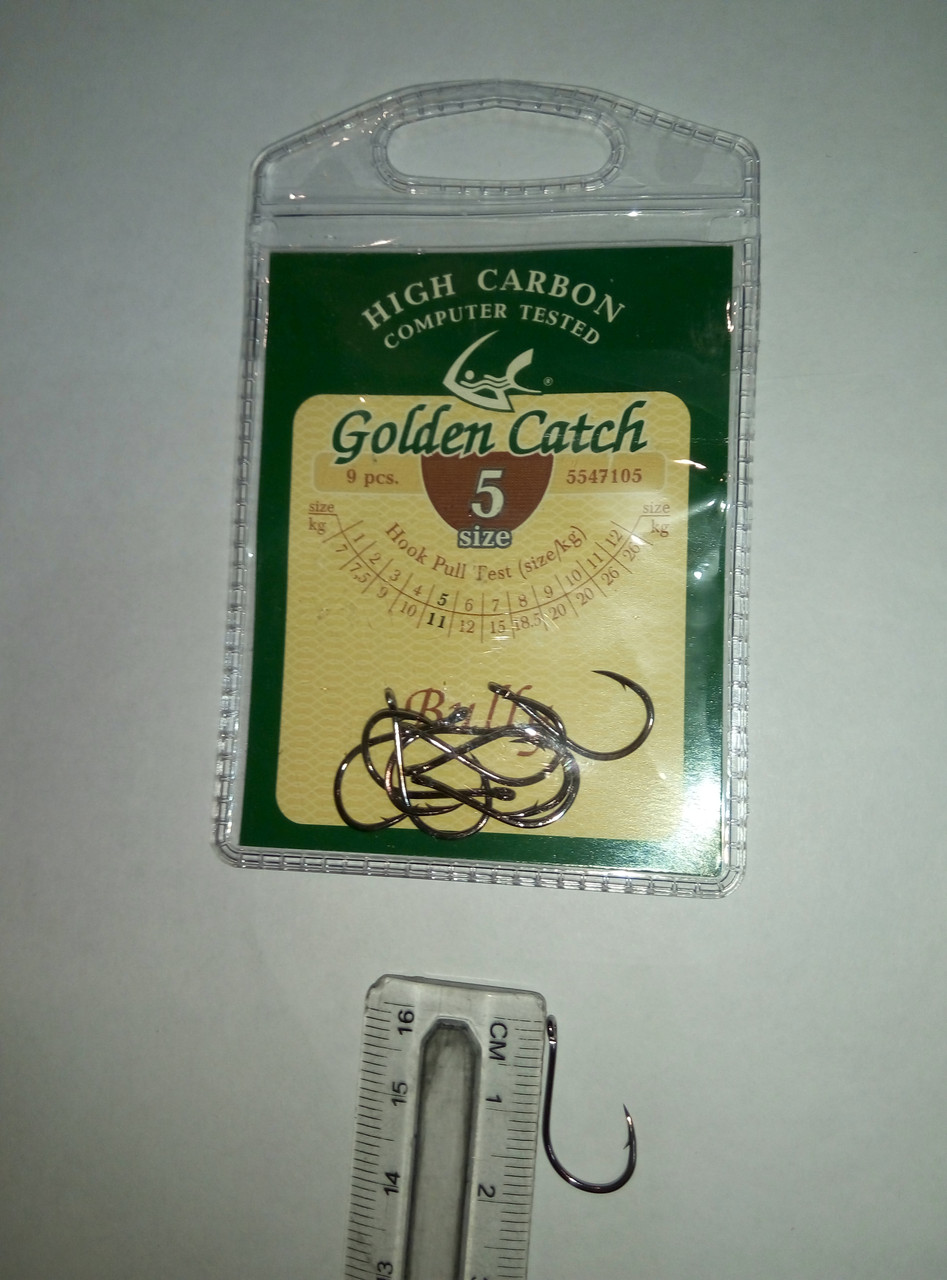 HIGH CARBON
COMPUTER TESTED
®
Golden Catch
9 pcs. 5 5547105
size
size size
kg kg
Hook Pull Test (size/kg)
1 2 3 4 5 6 7 8 9 10 11 12
7 7,5 9 10 11 12 15 18.5 20 20 26 26
Bully
16 CM
15 1
14 2
13